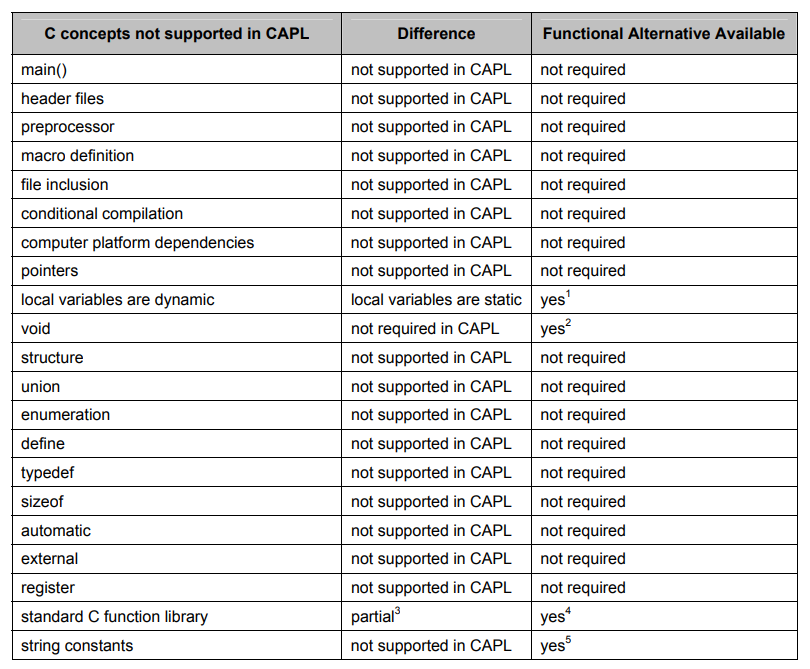 C concepts not supported in CAPL Difference Functional Alternative Available
main() not supported in CAPL not required
header files not supported in CAPL not required
preprocessor not supported in CAPL not required
macro definition not supported in CAPL not required
file inclusion not supported in CAPL not required
conditional compilation not supported in CAPL not required
computer platform dependencies not supported in CAPL not required
pointers not supported in CAPL not required
local variables are dynamic local variables are static yes1
void not required in CAPL yes2
structure not supported in CAPL not required
union not supported in CAPL not required
enumeration not supported in CAPL not required
define not supported in CAPL not required
typedef not supported in CAPL not required
sizeof not supported in CAPL not required
automatic not supported in CAPL not required
external not supported in CAPL not required
register not supported in CAPL not required
standard C function library partial3 yes4
string constants not supported in CAPL yes5